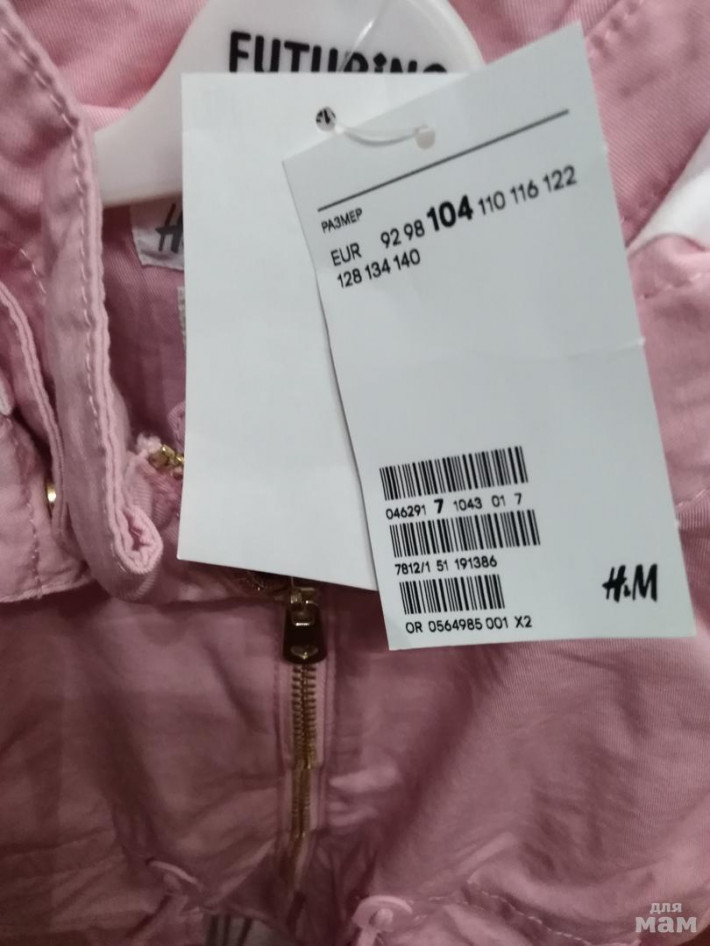 FUTURINO
H
РАЗМЕР
EUR 92 98 104 110 116 122
128 134 140
046291 7 1043 01 7
7812/1 51 191386
OR 0564985 001 X2
H&M
для
мам